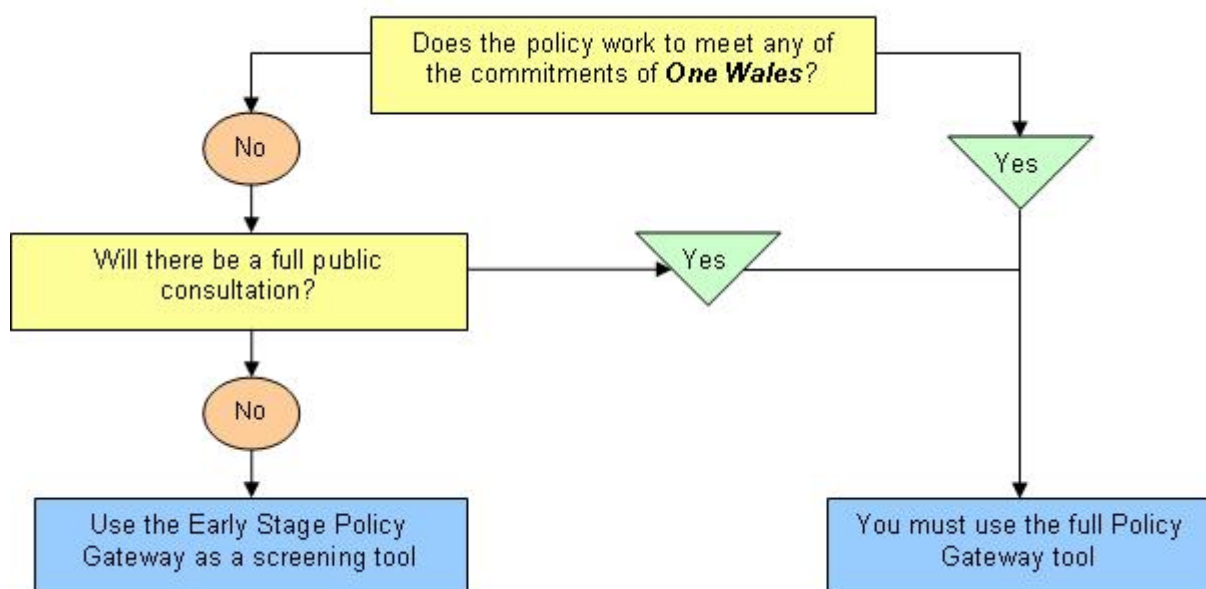 Does the policy work to meet any of
the commitments of One Wales?
No
Yes
Will there be a full public
consultation?
Yes
No
Use the Early Stage Policy
Gateway as a screening tool
You must use the full Policy
Gateway tool